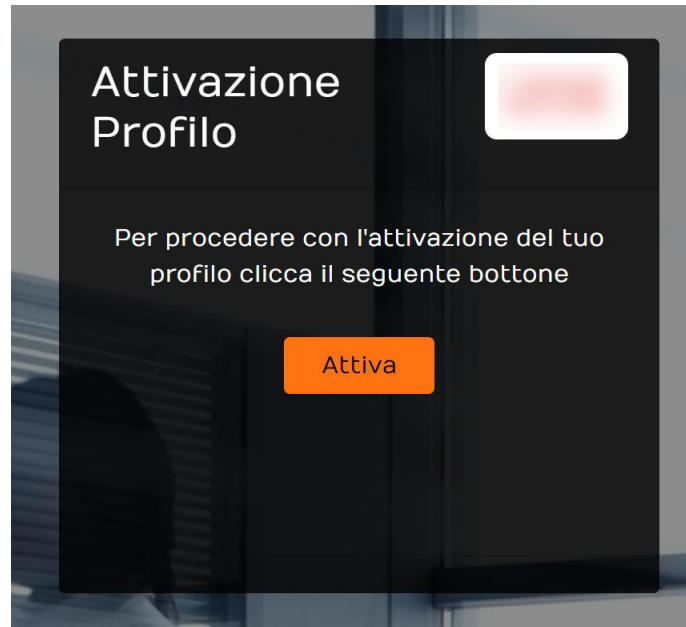 Attivazione
Profilo
Per procedere con l'attivazione del tuo
profilo clicca il seguente bottone
Attiva